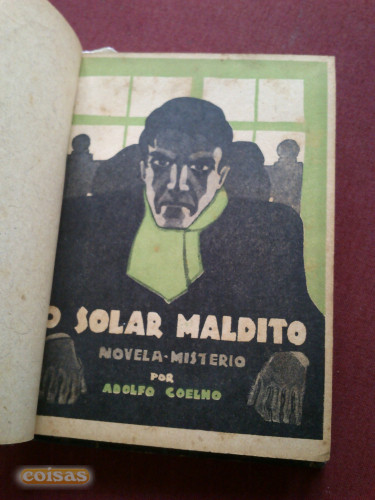 O SOLAR MALDITO
NOVELA-MISTERIO
POR
ADOLFO COELHO
coisas